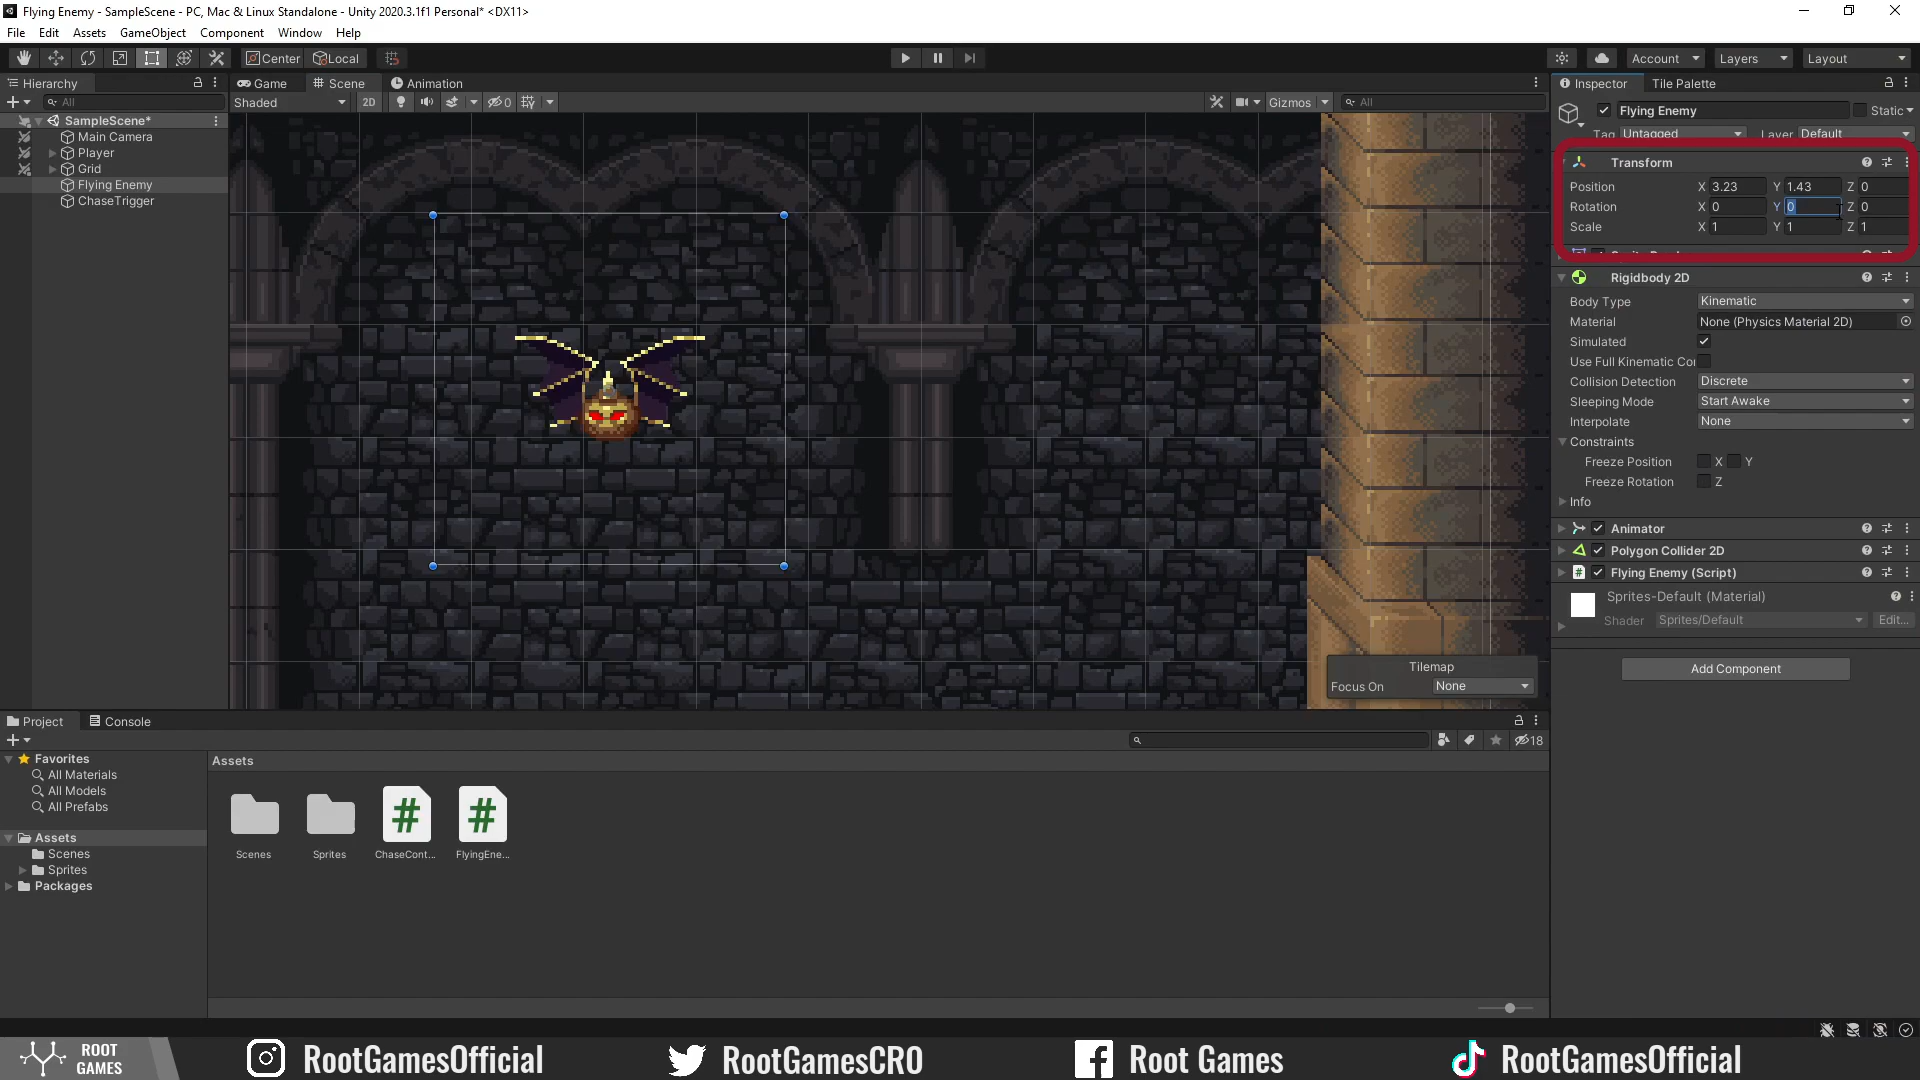 Flying Enemy - SampleScene - PC, Mac & Linux Standalone - Unity 2020.3.1f1 Personal* <DX11>
File Edit Assets GameObject Component Window Help
Center Local Account Layers Layout
Hierarchy Game Scene Animation Inspector Tile Palette
All Shaded 2D 0 Gizmos All
SampleScene*
Main Camera
Player
Grid
Flying Enemy
ChaseTrigger
Flying Enemy Static
Tag Untagged Layer Default
Transform
Position X 3.23 Y 1.43 Z 0
Rotation X 0 Y 0 Z 0
Scale X 1 Y 1 Z 1
Rigidbody 2D
Body Type Kinematic
Material None (Physics Material 2D)
Simulated
Use Full Kinematic Co
Collision Detection Discrete
Sleeping Mode Start Awake
Interpolate None
Constraints
Freeze Position X Y
Freeze Rotation Z
Info
Animator
Polygon Collider 2D
# Flying Enemy (Script)
Sprites-Default (Material)
Shader Sprites/Default Edit...
Add Component
Tilemap
Focus On None
Project Console
18
Favorites
All Materials
All Models
All Prefabs
Assets
Scenes
Sprites
Packages
Assets
# #
Scenes Sprites ChaseCont... FlyingEne...
ROOT GAMES
RootGamesOfficial RootGamesCRO Root Games RootGamesOfficial